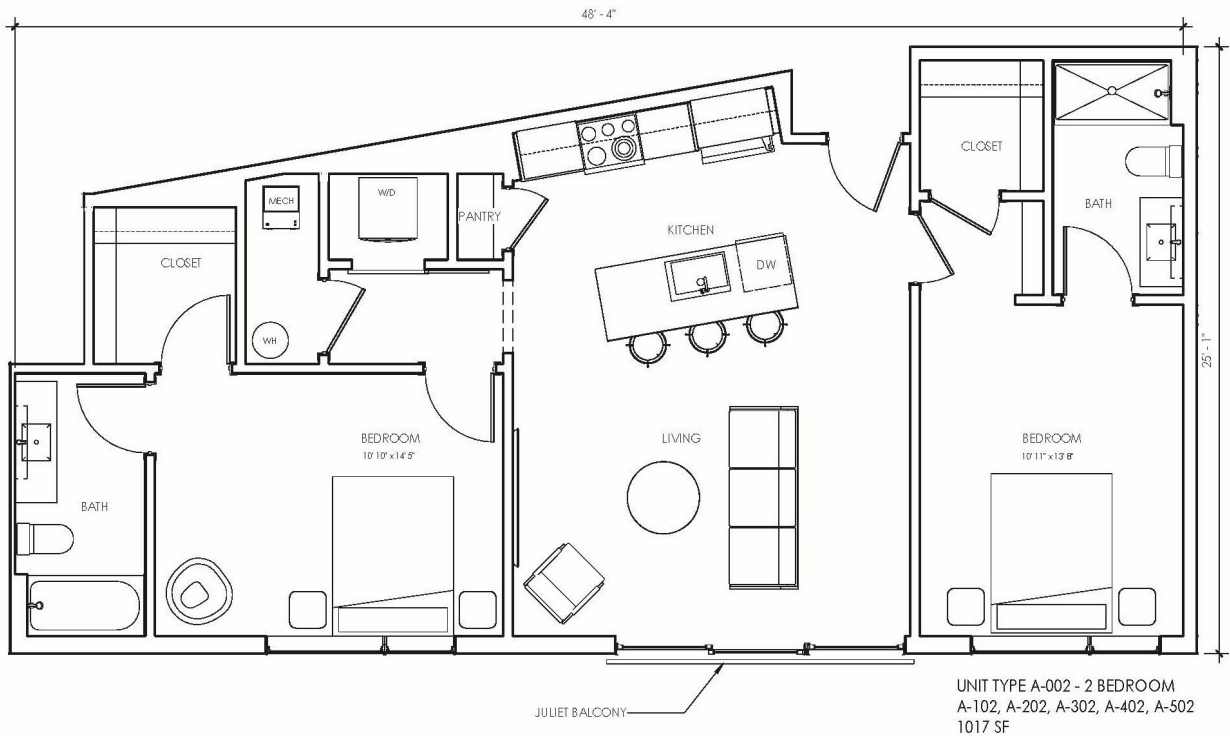 48' - 4"
CLOSET
MECH
W/D
PANTRY
KITCHEN
CLOSET
BATH
DW
CLOSET
WH
25' - 1"
BEDROOM
10' 10" x 14' 5"
LIVING
BEDROOM
10' 11" x 13' 8"
BATH
JULIET BALCONY
UNIT TYPE A-002 - 2 BEDROOM
A-102, A-202, A-302, A-402, A-502
1017 SF